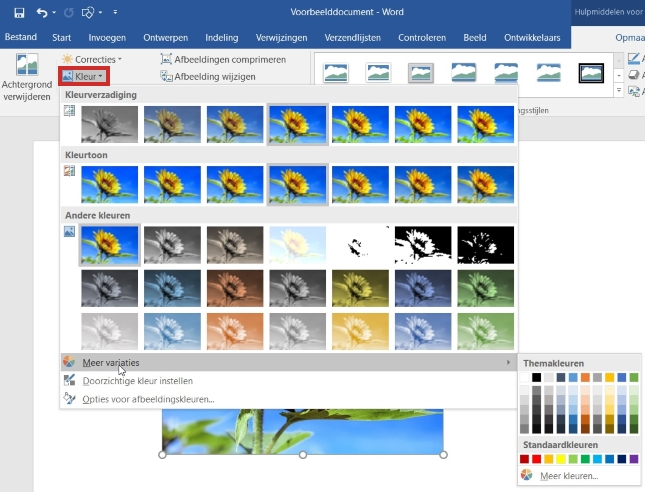 Voorbeelddocument - Word
Hulpmiddelen voor
Bestand Start Invoegen Ontwerpen Indeling Verwijzingen Verzendlijsten Controleren Beeld Ontwikkelaars Opmaa
Achtergrond verwijderen
Correcties
Kleur
Afbeeldingen comprimeren
Afbeelding wijzigen
ngsstijlen
Kleurverzadiging
Kleurtoon
Andere kleuren
Meer variaties
Doorzichtige kleur instellen
Opties voor afbeeldingskleuren...
Themakleuren
Standaardkleuren
Meer kleuren...